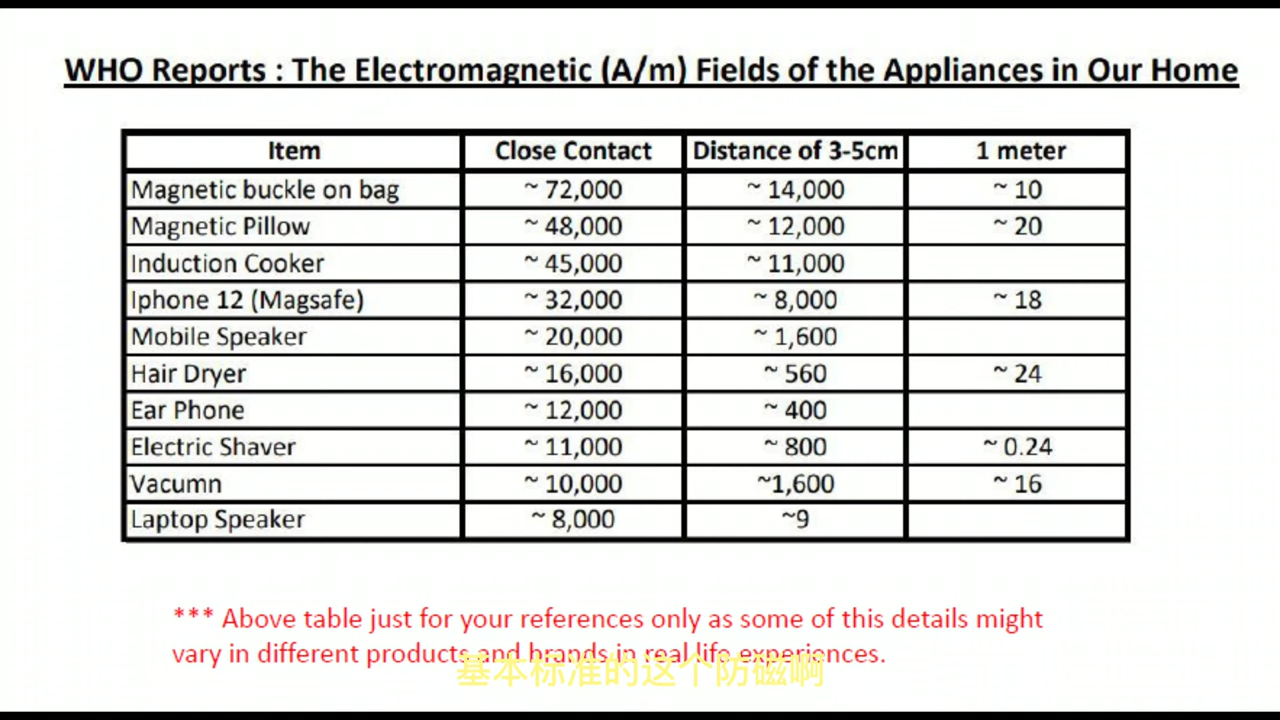 WHO Reports : The Electromagnetic (A/m) Fields of the Appliances in Our Home
Item Close Contact Distance of 3-5cm 1 meter
Magnetic buckle on bag ~ 72,000 ~ 14,000 ~ 10
Magnetic Pillow ~ 48,000 ~ 12,000 ~ 20
Induction Cooker ~ 45,000 ~ 11,000
Iphone 12 (Magsafe) ~ 32,000 ~ 8,000 ~ 18
Mobile Speaker ~ 20,000 ~ 1,600
Hair Dryer ~ 16,000 ~ 560 ~ 24
Ear Phone ~ 12,000 ~ 400
Electric Shaver ~ 11,000 ~ 800 ~ 0.24
Vacumn ~ 10,000 ~1,600 ~ 16
Laptop Speaker ~ 8,000 ~9
*** Above table just for your references only as some of this details might
vary in different products and brands in real life experiences.
基本标准的这个防磁啊